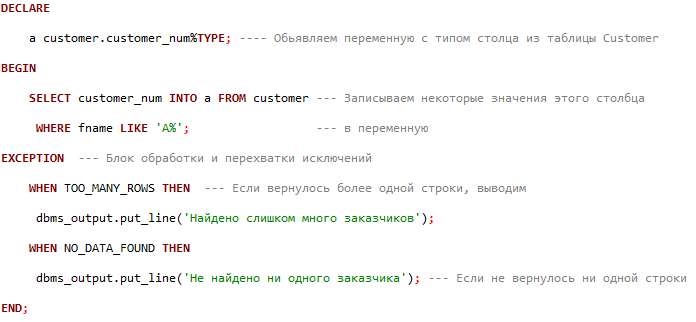 DECLARE
a customer.customer_num%TYPE; ---- Обьявляем переменную с типом столца из таблицы Customer
BEGIN
SELECT customer_num INTO a FROM customer --- Записываем некоторые значения этого столбца
WHERE fname LIKE 'A%'; --- в переменную
EXCEPTION --- Блок обработки и перехватки исключений
WHEN TOO_MANY_ROWS THEN --- Если вернулось более одной строки, выводим
dbms_output.put_line('Найдено слишком много заказчиков');
WHEN NO_DATA_FOUND THEN
dbms_output.put_line('Не найдено ни одного заказчика'); --- Если не вернулось ни одной строки
END;